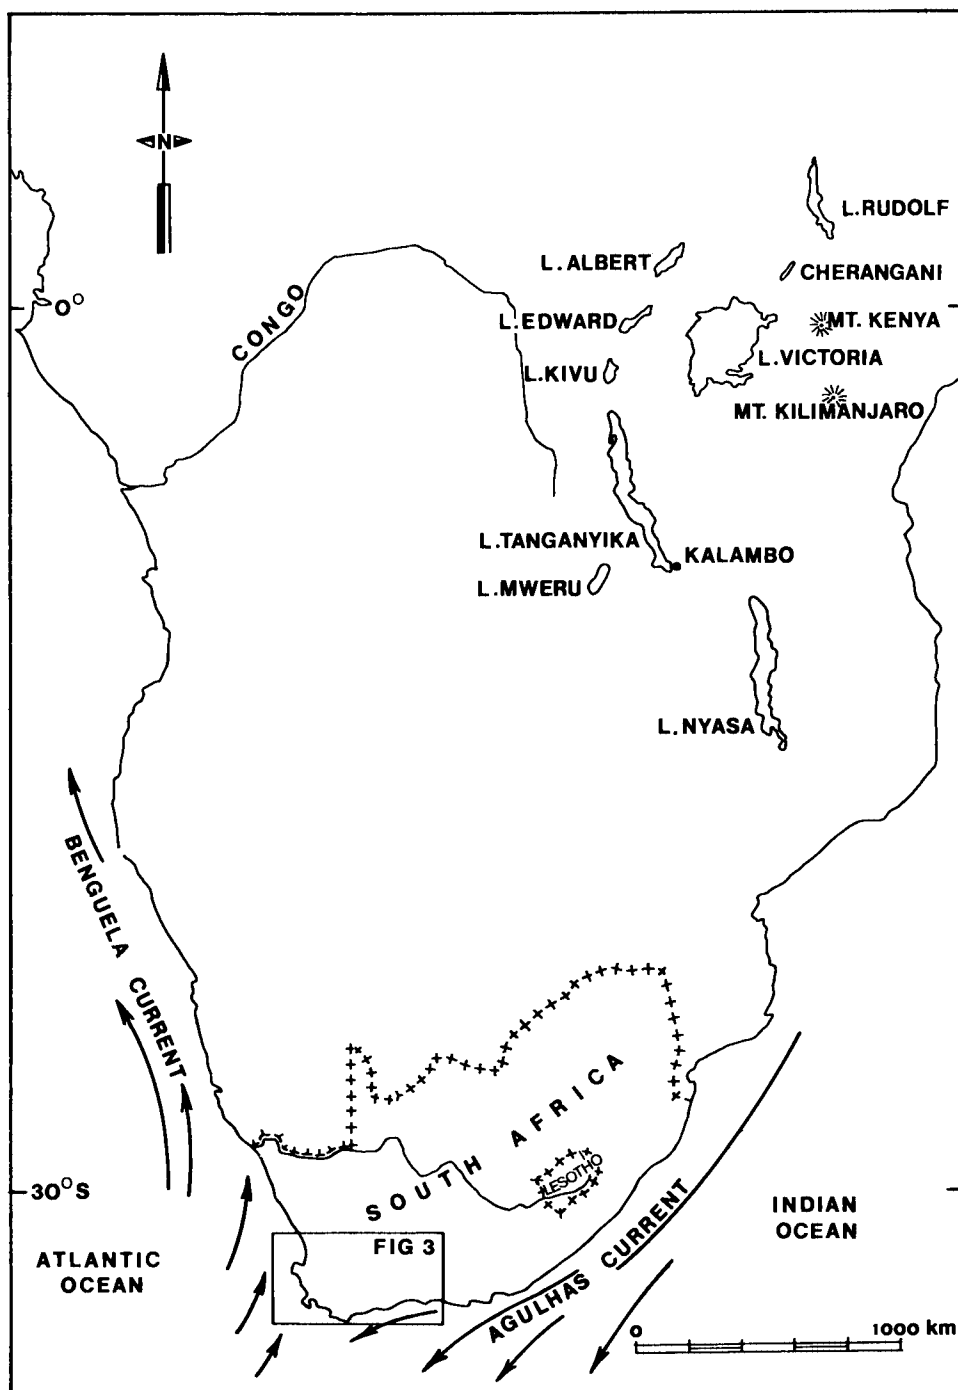 N
L.RUDOLF
L.ALBERT
CHERANGANI
0°
CONGO
L.EDWARD
MT. KENYA
L.VICTORIA
L.KIVU
MT. KILIMANJARO
L.TANGANYIKA
KALAMBO
L.MWERU
L.NYASA
BENGUELA CURRENT
SOUTH AFRICA
LESOTHO
30°S
ATLANTIC
OCEAN
FIG 3
AGULHAS CURRENT
INDIAN
OCEAN
0 1000 km